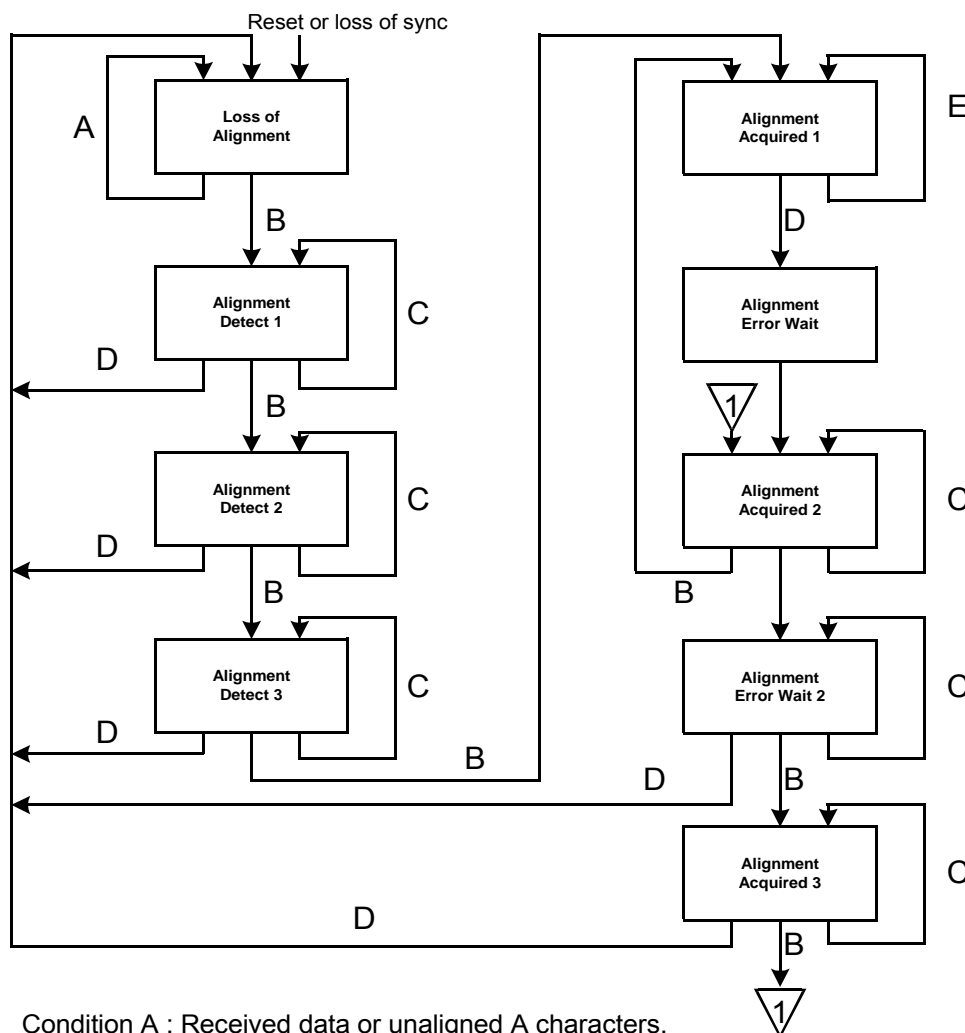 Reset or loss of sync
A
Loss of
Alignment
B
Alignment
Detect 1
C
D
B
Alignment
Detect 2
C
D
B
Alignment
Detect 3
C
D
B
Alignment
Acquired 1
E
D
Alignment
Error Wait
1
Alignment
Acquired 2
C
B
Alignment
Error Wait 2
C
D
B
Alignment
Acquired 3
C
D
B
1
Condition A : Received data or unaligned A characters.